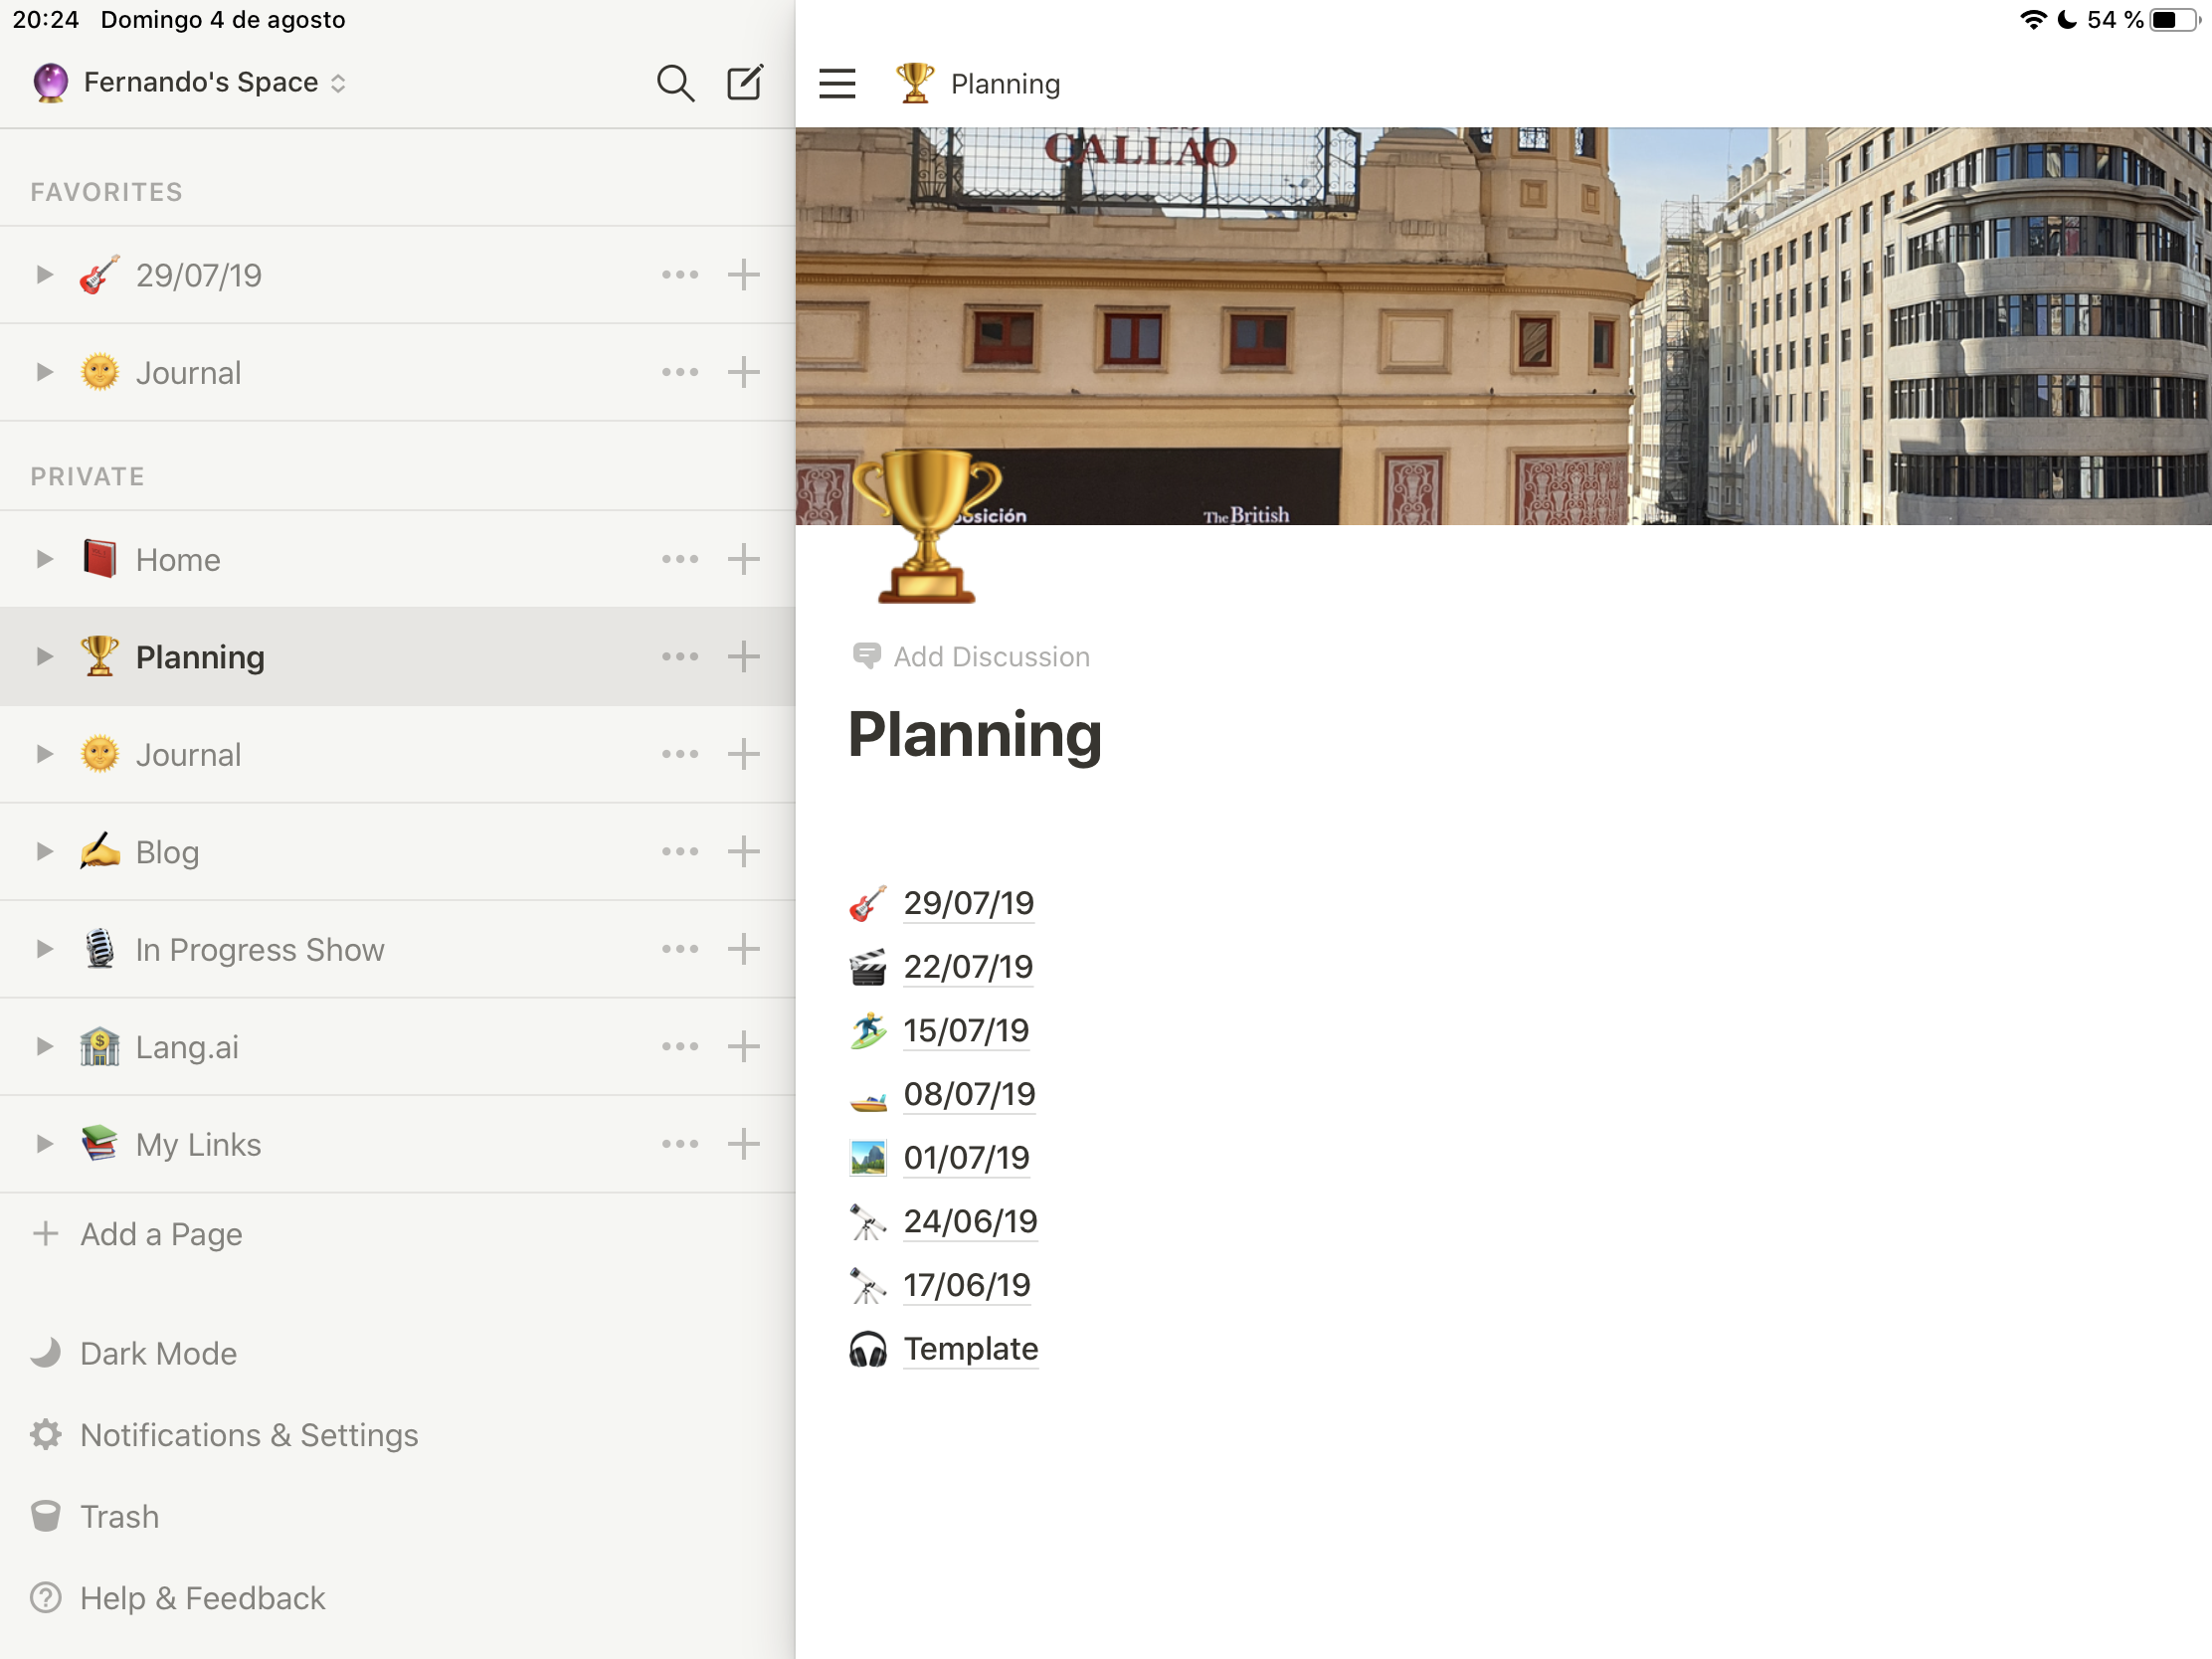 20:24 Domingo 4 de agosto
54 %
Fernando's Space
FAVORITES
29/07/19
Journal
PRIVATE
Home
Planning
Journal
Blog
In Progress Show
Lang.ai
My Links
Add a Page
Dark Mode
Notifications & Settings
Trash
Help & Feedback
Planning
CALLAO
osición
The British
Add Discussion
Planning
29/07/19
22/07/19
15/07/19
08/07/19
01/07/19
24/06/19
17/06/19
Template